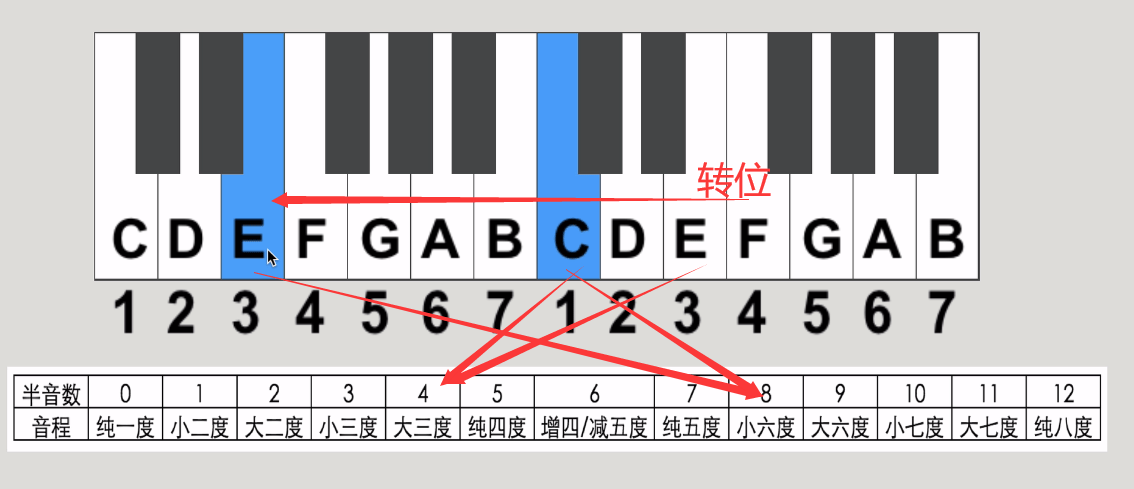 转位
C D E F G A B C D E F G A B
1 2 3 4 5 6 7 1 2 3 4 5 6 7
半音数 0 1 2 3 4 5 6 7 8 9 10 11 12
音程 纯一度 小二度 大二度 小三度 大三度 纯四度 增四/减五度 纯五度 小六度 大六度 小七度 大七度 纯八度